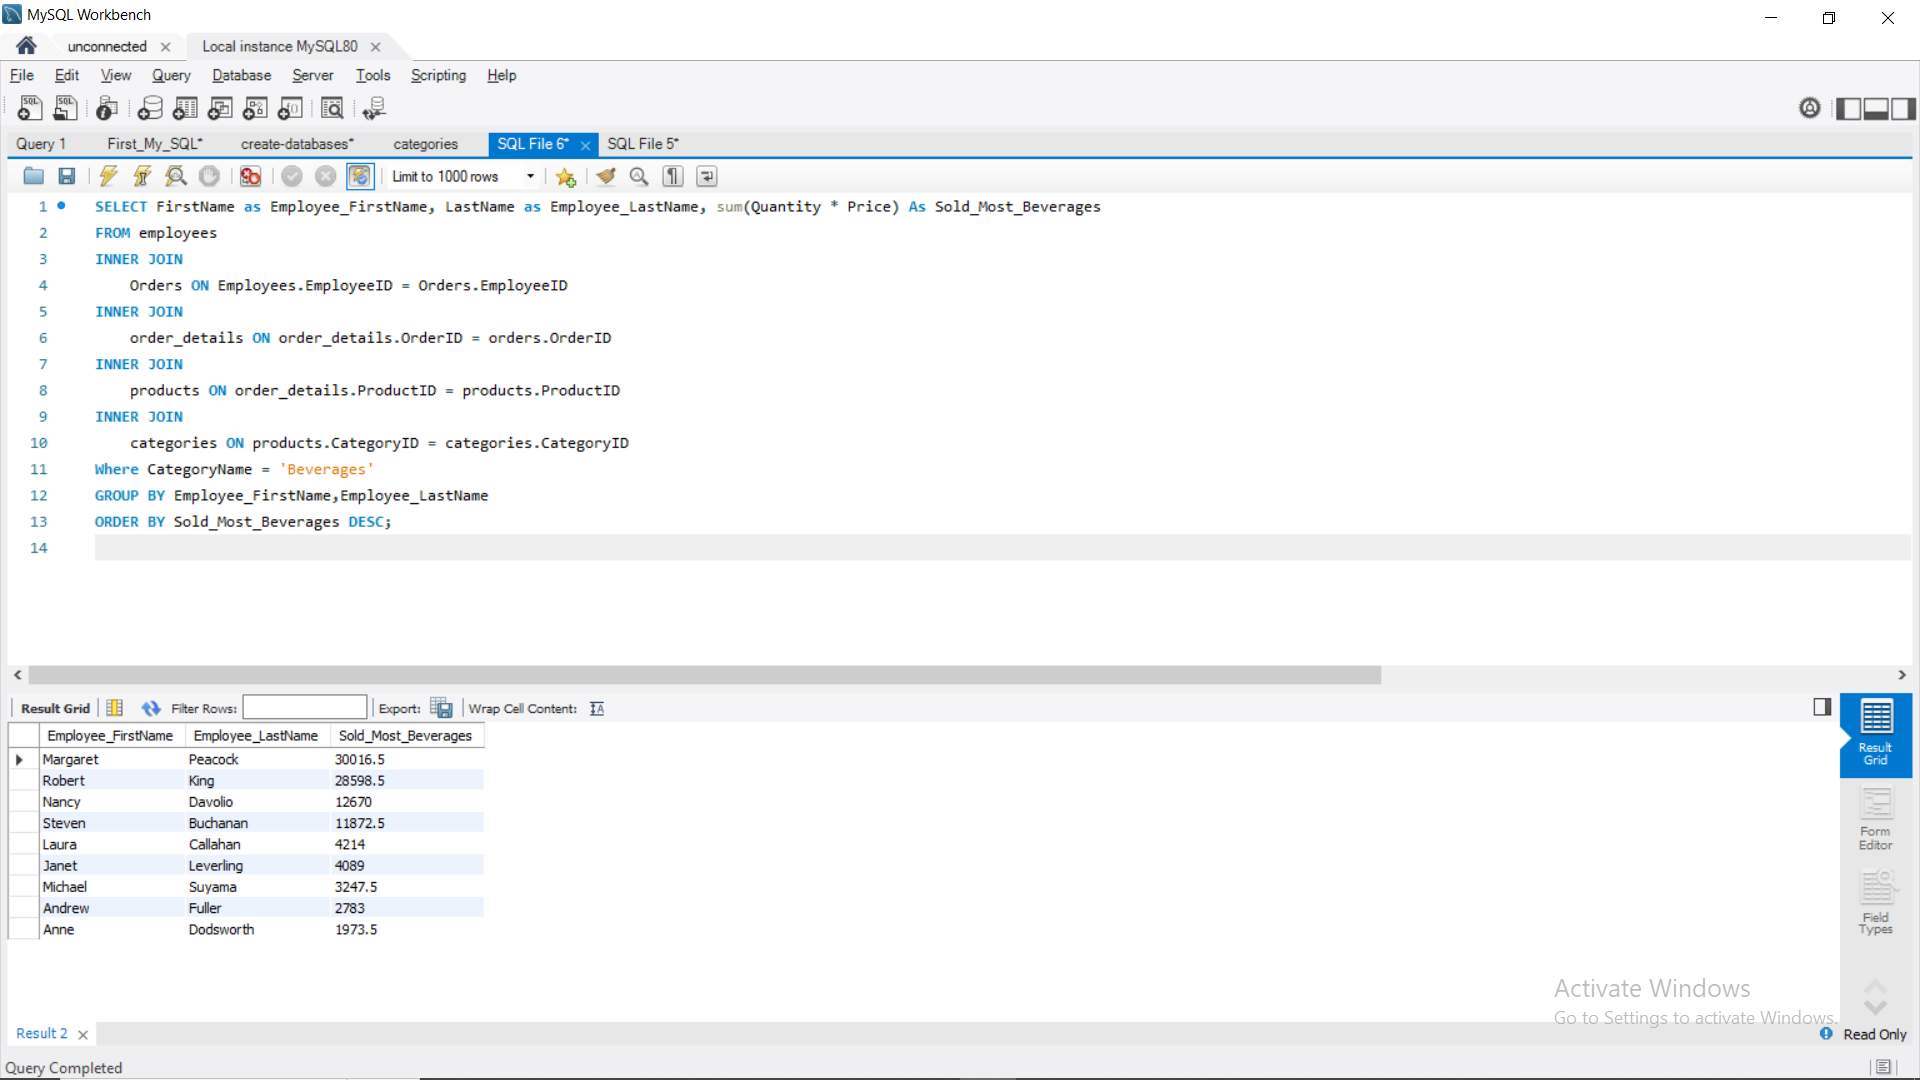 MySQL Workbench
unconnected
Local instance MySQL80
File Edit View Query Database Server Tools Scripting Help
Query 1 First_My_SQL* create-databases* categories SQL File 6* SQL File 5*
Limit to 1000 rows
1 SELECT FirstName as Employee_FirstName, LastName as Employee_LastName, sum(Quantity * Price) As Sold_Most_Beverages
2 FROM employees
3 INNER JOIN
4 Orders ON Employees.EmployeeID = Orders.EmployeeID
5 INNER JOIN
6 order_details ON order_details.OrderID = orders.OrderID
7 INNER JOIN
8 products ON order_details.ProductID = products.ProductID
9 INNER JOIN
10 categories ON products.CategoryID = categories.CategoryID
11 Where CategoryName = 'Beverages'
12 GROUP BY Employee_FirstName,Employee_LastName
13 ORDER BY Sold_Most_Beverages DESC;
14
Result Grid Filter Rows: Export: Wrap Cell Content:
Employee_FirstName Employee_LastName Sold_Most_Beverages
Margaret Peacock 30016.5
Robert King 28598.5
Nancy Davolio 12670
Steven Buchanan 11872.5
Laura Callahan 4214
Janet Leverling 4089
Michael Suyama 3247.5
Andrew Fuller 2783
Anne Dodsworth 1973.5
Result
Grid
Form
Editor
Field
Types
Activate Windows
Go to Settings to activate Windows.
Result 2
Read Only
Query Completed